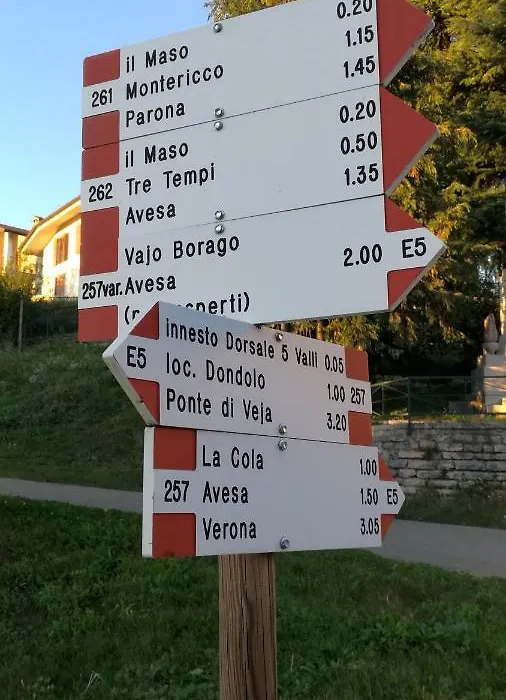 il Maso 0.20
261 Montericco 1.15
Parona 1.45
il Maso 0.20
262 Tre Tempi 0.50
Avesa 1.35
Vajo Borago 2.00 E5
257var. Avesa
innesto Dorsale 5 Valli 0.05
E5 loc. Dondolo 1.00 257
Ponte di Veja 3.20
La Cola 1.00
257 Avesa 1.50 E5
Verona 3.05